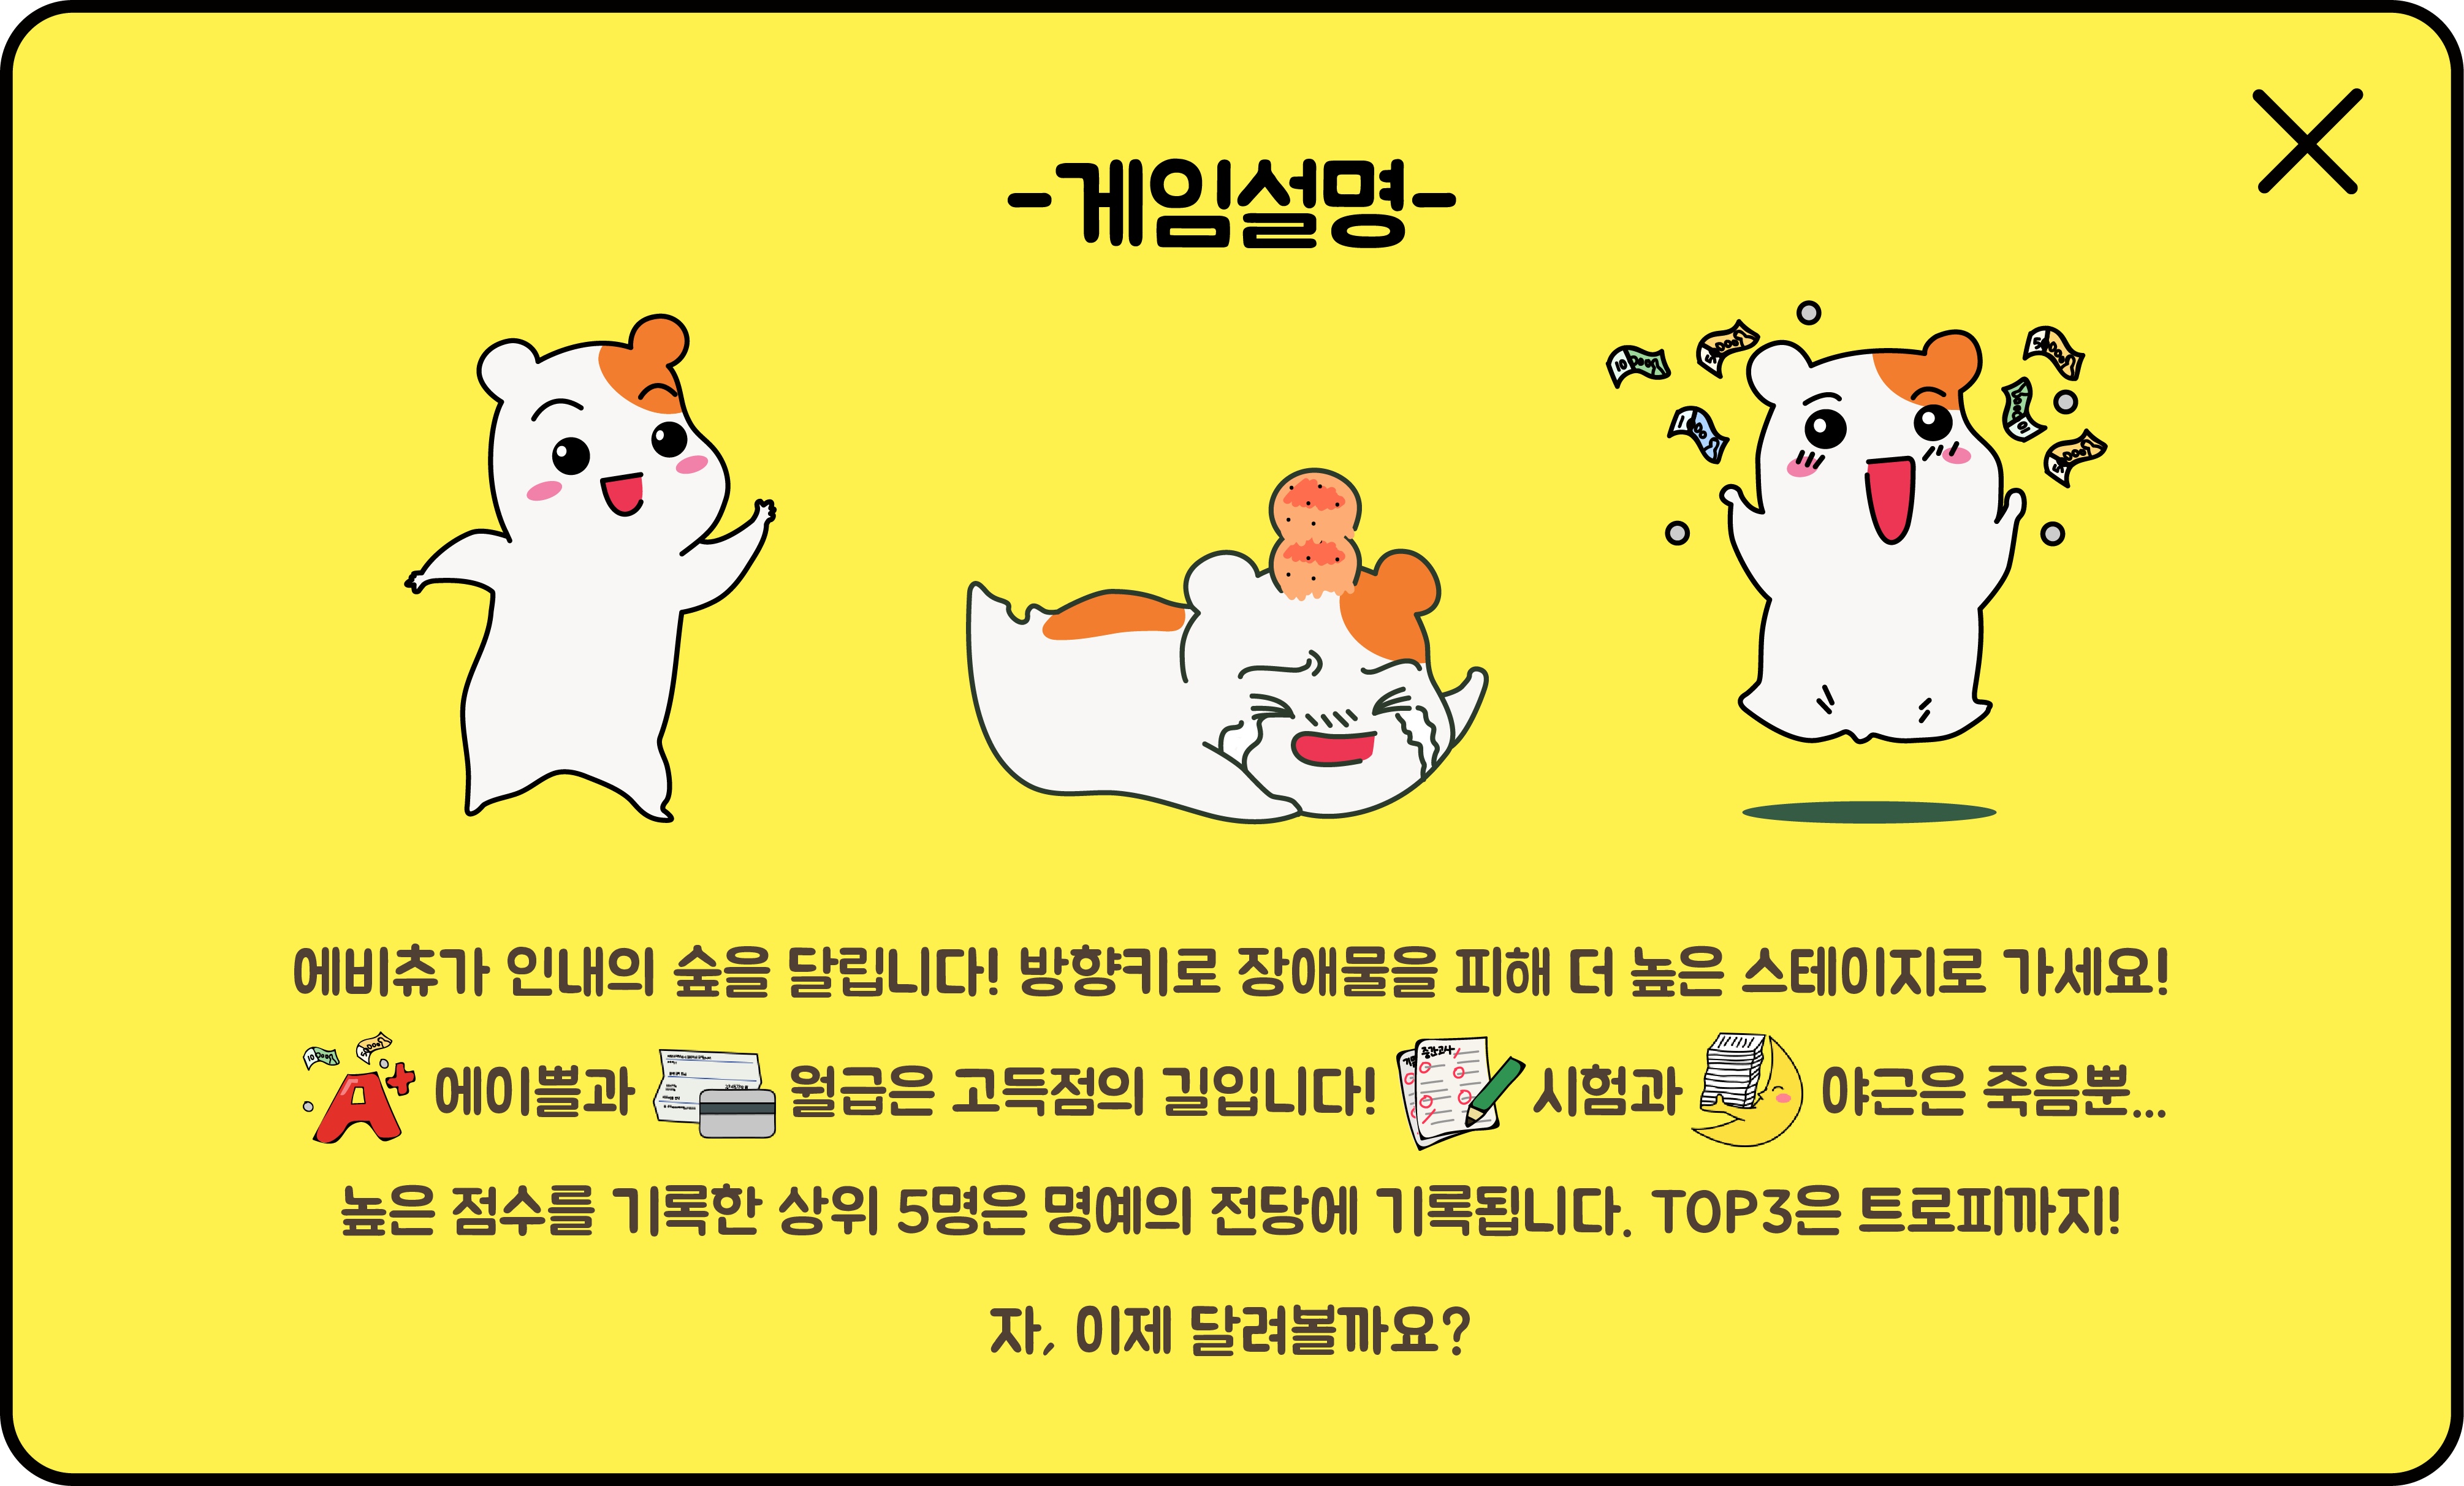 -게임설명-
에비츄가 인내의 숲을 달립니다! 방향키로 장애물을 피해 더 높은 스테이지로 가세요!
A+ 에이쁠과 월급은 고득점의 길입니다! 중간고사 시험과 야근은 죽음뿐...
높은 점수를 기록한 상위 5명은 명예의 전당에 기록됩니다. TOP3은 트로피까지!
자, 이제 달려볼까요?